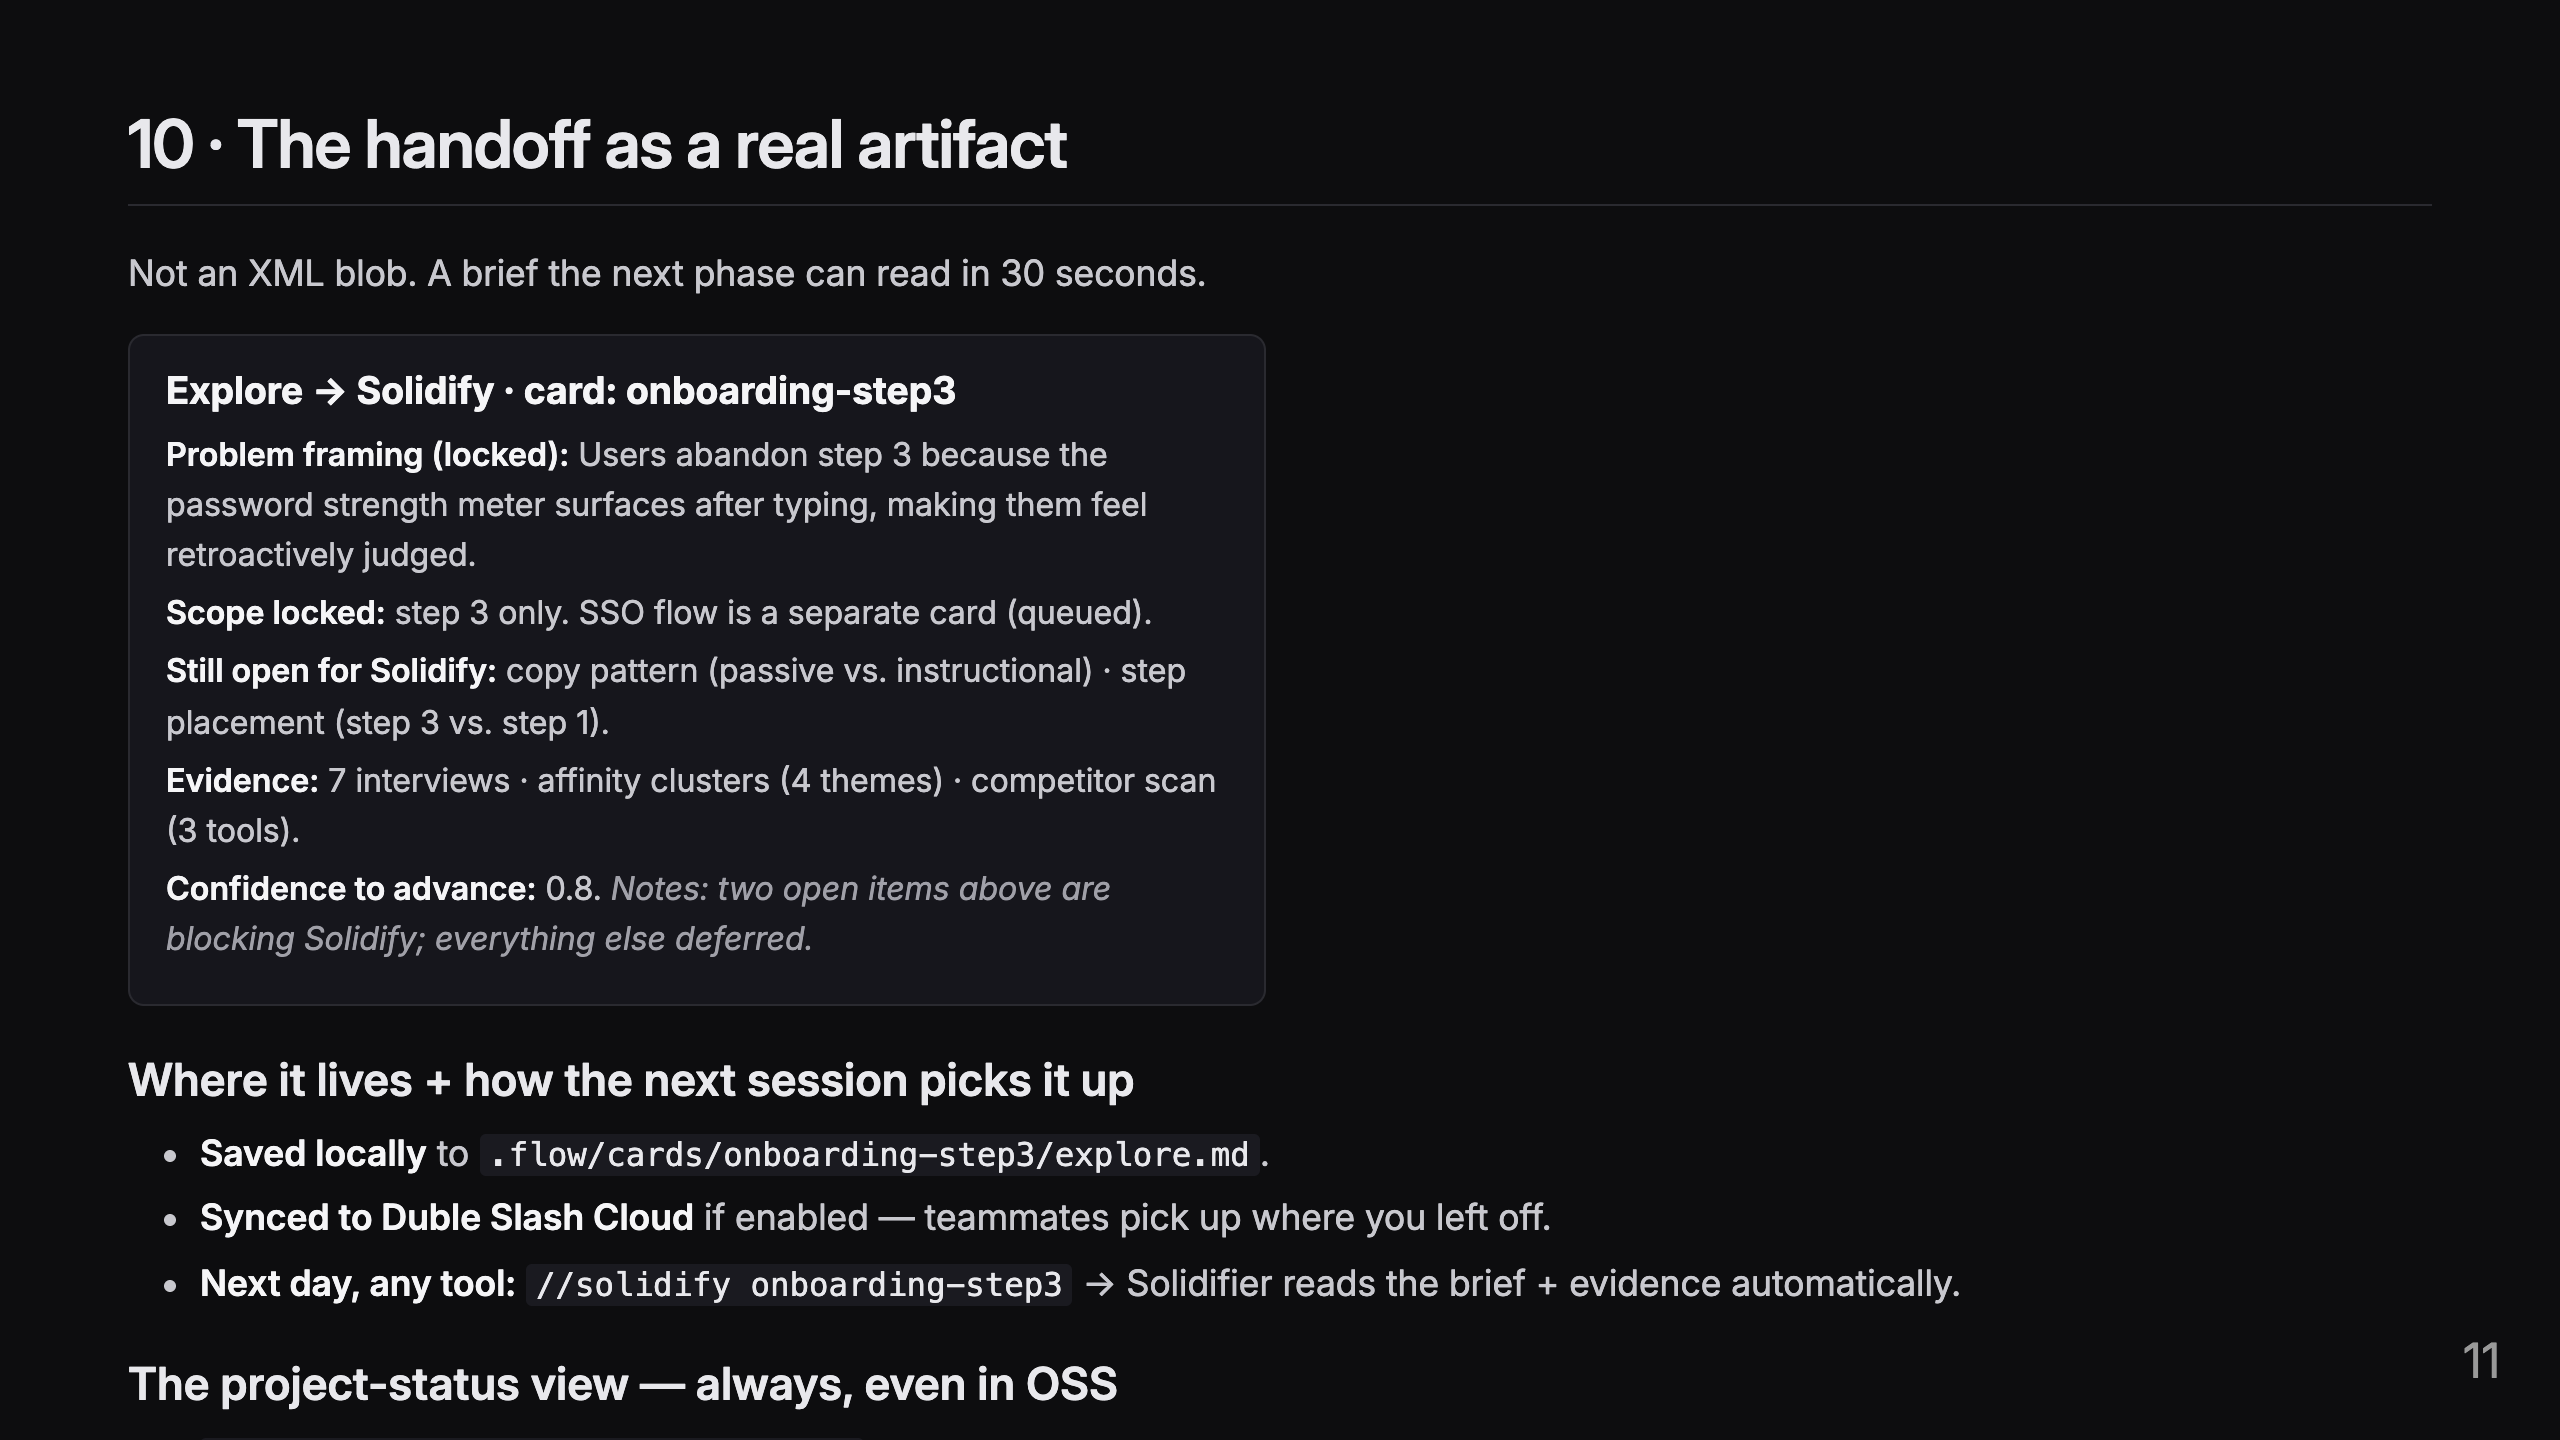 10 · The handoff as a real artifact
Not an XML blob. A brief the next phase can read in 30 seconds.
Explore → Solidify · card: onboarding-step3
Problem framing (locked): Users abandon step 3 because the
password strength meter surfaces after typing, making them feel
retroactively judged.
Scope locked: step 3 only. SSO flow is a separate card (queued).
Still open for Solidify: copy pattern (passive vs. instructional) · step
placement (step 3 vs. step 1).
Evidence: 7 interviews · affinity clusters (4 themes) · competitor scan
(3 tools).
Confidence to advance: 0.8. Notes: two open items above are
blocking Solidify; everything else deferred.
Where it lives + how the next session picks it up
• Saved locally to .flow/cards/onboarding-step3/explore.md.
• Synced to Duble Slash Cloud if enabled — teammates pick up where you left off.
• Next day, any tool: //solidify onboarding-step3 → Solidifier reads the brief + evidence automatically.
The project-status view — always, even in OSS
11